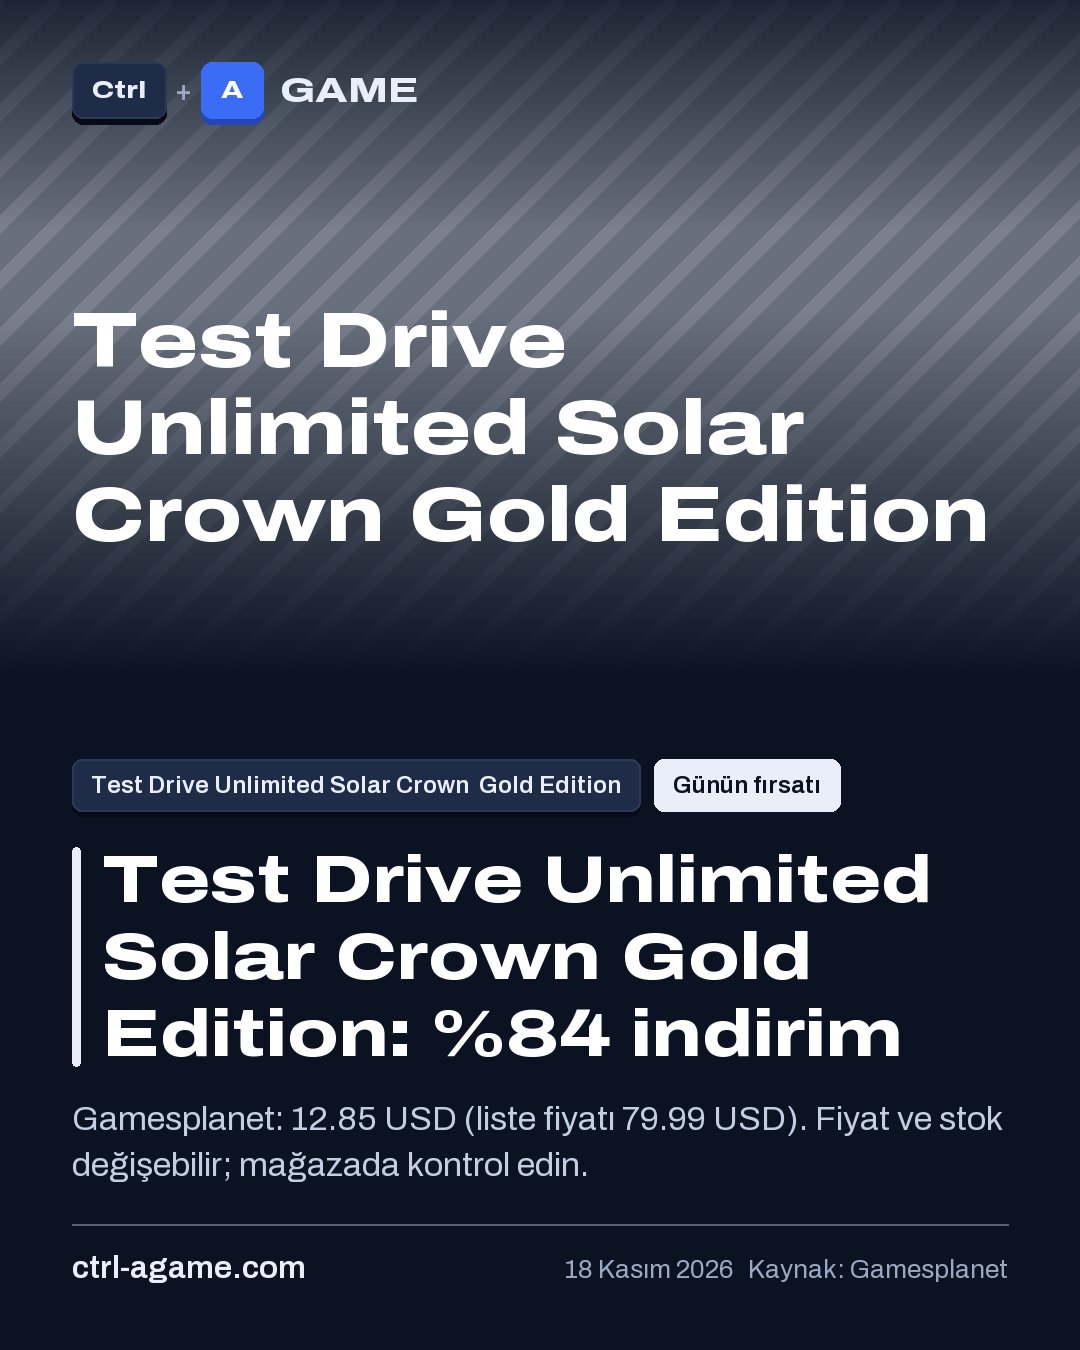 Ctrl + A GAME
Test Drive
Unlimited Solar
Crown Gold Edition
Test Drive Unlimited Solar Crown Gold Edition
Günün fırsatı
Test Drive Unlimited
Solar Crown Gold
Edition: %84 indirim
Gamesplanet: 12.85 USD (liste fiyatı 79.99 USD). Fiyat ve stok
değişebilir; mağazada kontrol edin.
ctrl-agame.com
18 Kasım 2026 Kaynak: Gamesplanet